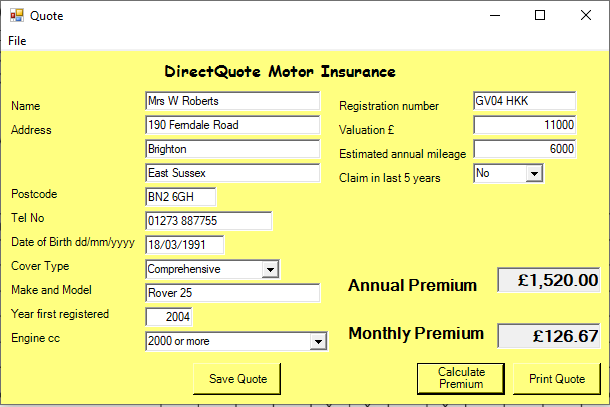 Quote
File
DirectQuote Motor Insurance
Name Mrs W Roberts Registration number GV04 HKK
Address 190 Ferndale Road Valuation £ 11000
Brighton Estimated annual mileage 6000
East Sussex Claim in last 5 years No
Postcode BN2 6GH
Tel No 01273 887755
Date of Birth dd/mm/yyyy 18/03/1991
Cover Type Comprehensive
Make and Model Rover 25 Annual Premium £1,520.00
Year first registered 2004
Engine cc 2000 or more Monthly Premium £126.67
Save Quote Calculate Premium Print Quote